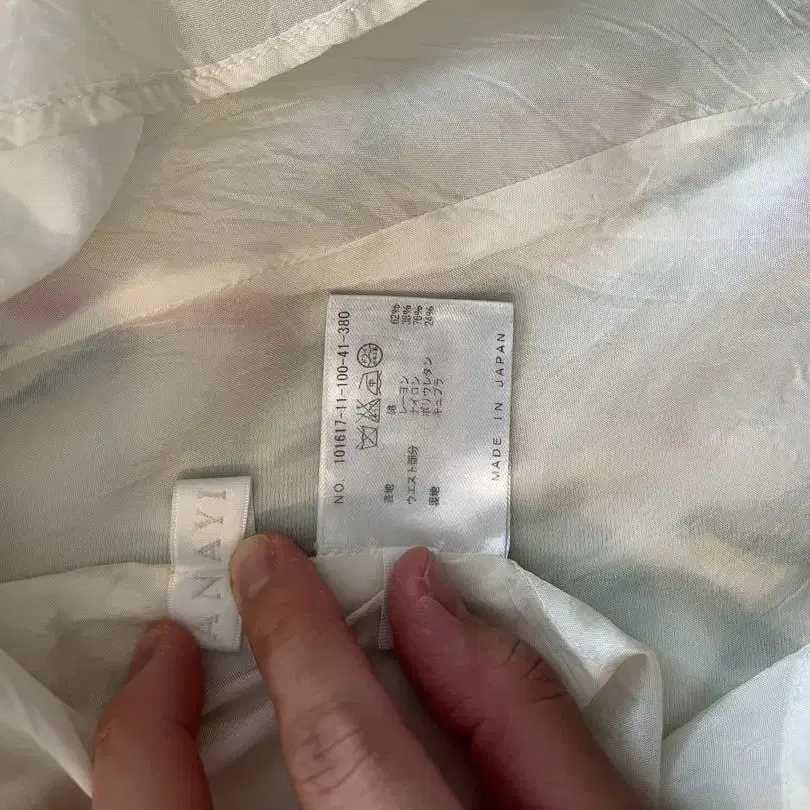 ANAYI
NO. 101617-11-100-41-380
表地 綿 62%
レーヨン 38%
ウエスト部分 ナイロン 76%
ポリウレタン 24%
裏地 キュプラ
MADE IN JAPAN